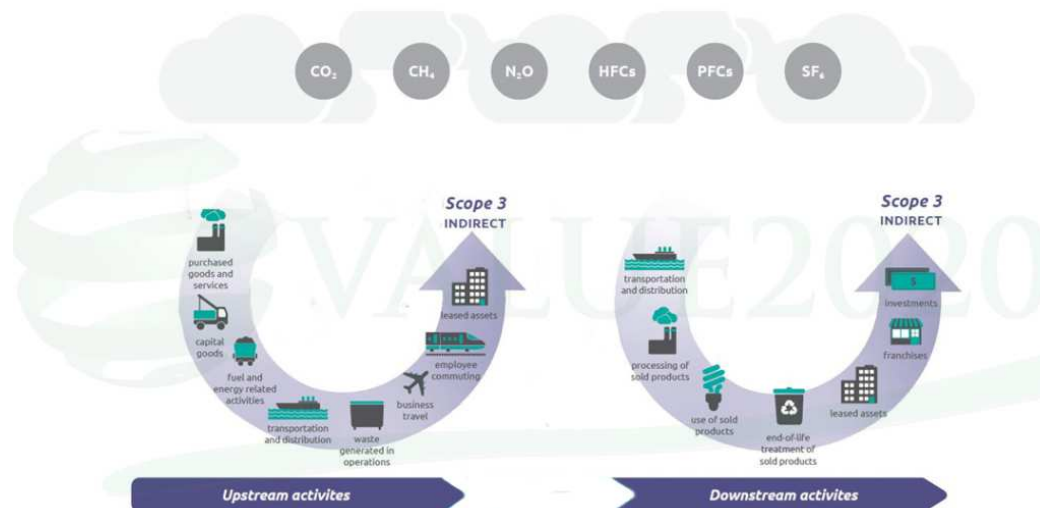 CO₂
CH₄
N₂O
HFCs
PFCs
SF₆
VALUE2020
Scope 3
INDIRECT
purchased
goods and
services
capital
goods
fuel and
energy related
activities
transportation
and distribution
waste
generated in
operations
business
travel
employee
commuting
leased assets
Scope 3
INDIRECT
transportation
and distribution
processing of
sold products
use of sold
products
end-of-life
treatment of
sold products
leased assets
franchises
$
investments
Upstream activites
Downstream activites